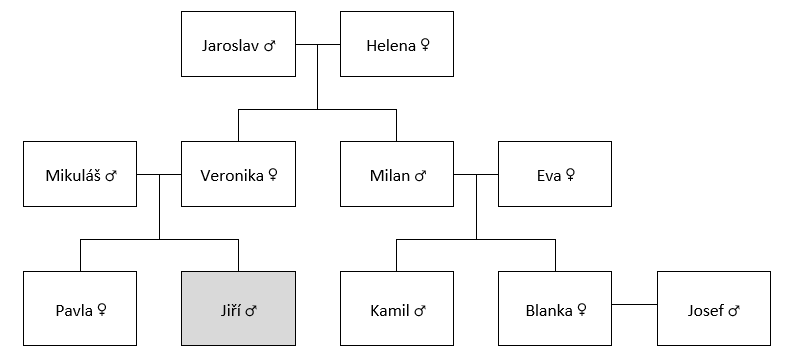 Jaroslav ♂
Helena ♀
Mikuláš ♂
Veronika ♀
Milan ♂
Eva ♀
Pavla ♀
Jiří ♂
Kamil ♂
Blanka ♀
Josef ♂